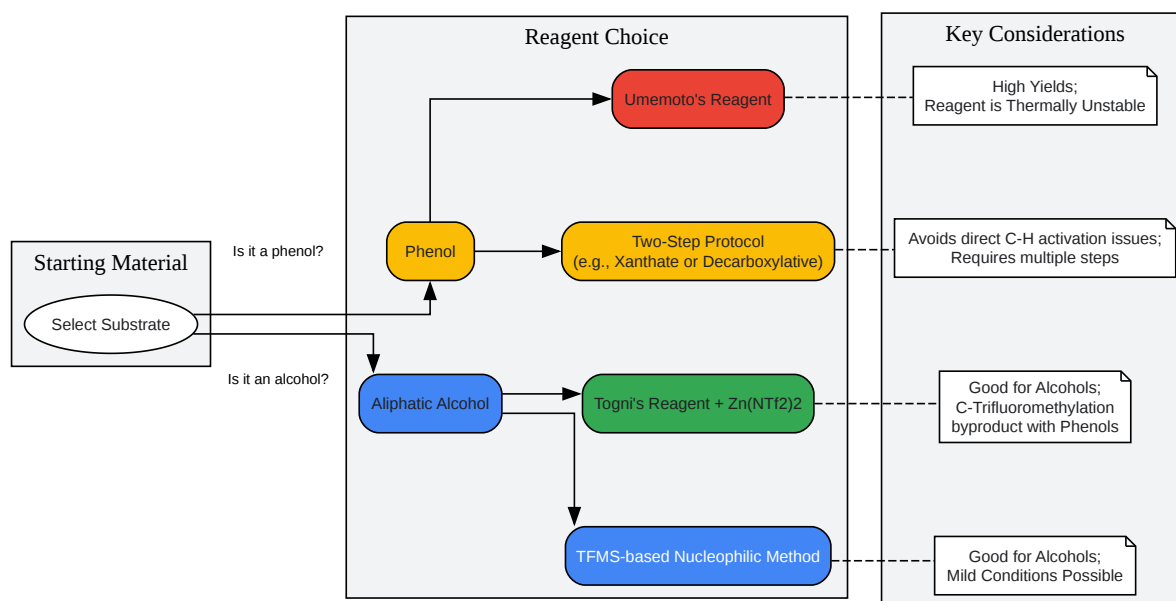 Reagent Choice
Key Considerations
Umemoto's Reagent
High Yields;
Reagent is Thermally Unstable
Is it a phenol?
Phenol
Two-Step Protocol
(e.g., Xanthate or Decarboxylative)
Avoids direct C-H activation issues;
Requires multiple steps
Starting Material
Select Substrate
Is it an alcohol?
Aliphatic Alcohol
Togni's Reagent + Zn(NTf2)2
Good for Alcohols;
C-Trifluoromethylation
byproduct with Phenols
TFMS-based Nucleophilic Method
Good for Alcohols;
Mild Conditions Possible